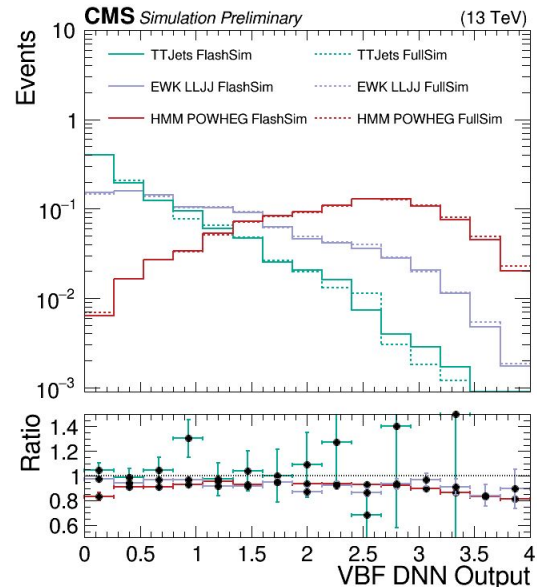 CMS Simulation Preliminary (13 TeV)
Events
10
1
10⁻¹
10⁻²
10⁻³
TTJets FlashSim TTJets FullSim
EWK LLJJ FlashSim EWK LLJJ FullSim
HMM POWHEG FlashSim HMM POWHEG FullSim
Ratio
1.4
1.2
1
0.8
0.6
0 0.5 1 1.5 2 2.5 3 3.5 4
VBF DNN Output